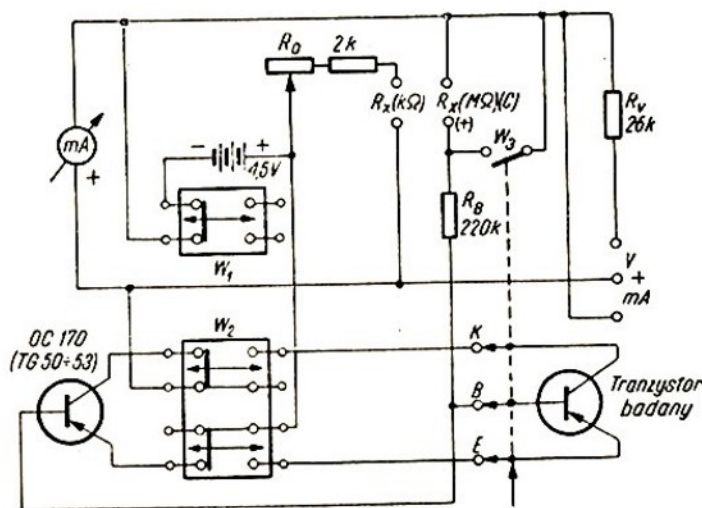 R₀ 2k
Rₓ(kΩ)
Rₓ(MΩ)(C)
(+)
W₃
Rᵥ
26k
mA
+
- +
4,5V
W₁
R_B
220k
V
+
mA
OC 170
(TG 50÷53)
W₂
K
B
E
Tranzystor
badany